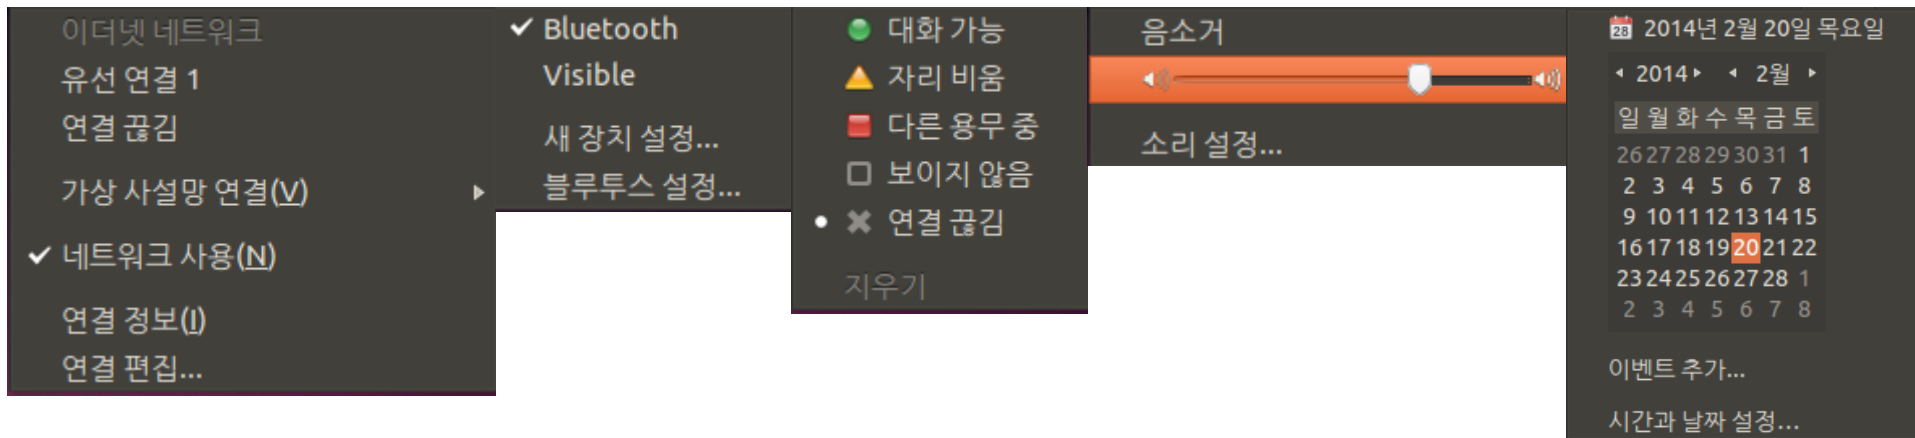 이더넷 네트워크
유선 연결 1
연결 끊김
가상 사설망 연결(V)
네트워크 사용(N)
연결 정보(I)
연결 편집...
Bluetooth
Visible
새 장치 설정...
블루투스 설정...
대화 가능
자리 비움
다른 용무 중
보이지 않음
연결 끊김
지우기
음소거
소리 설정...
28 2014년 2월 20일 목요일
2014 2월
일 월 화 수 목 금 토
26 27 28 29 30 31 1
2 3 4 5 6 7 8
9 10 11 12 13 14 15
16 17 18 19 20 21 22
23 24 25 26 27 28 1
2 3 4 5 6 7 8
이벤트 추가...
시간과 날짜 설정...